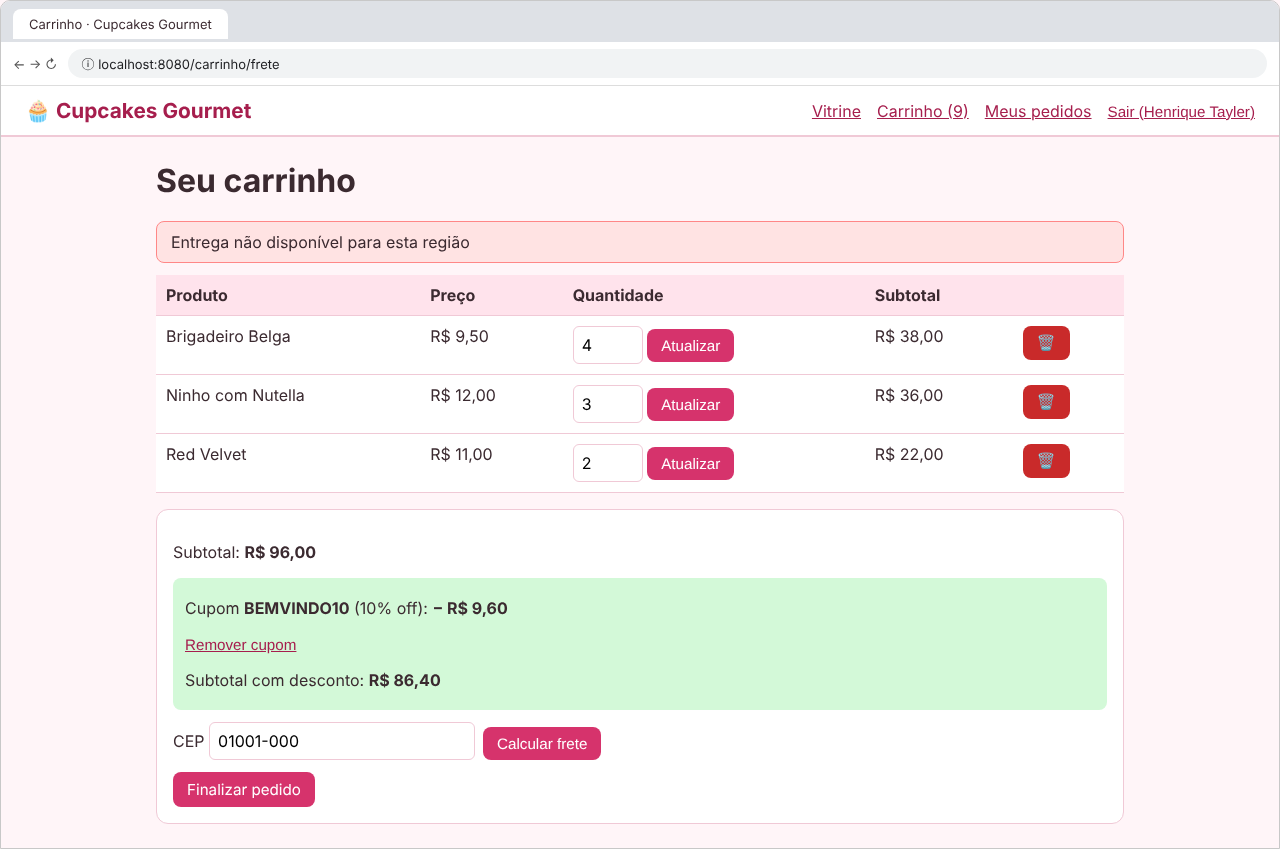 Carrinho · Cupcakes Gourmet
localhost:8080/carrinho/frete
Cupcakes Gourmet
Vitrine Carrinho (9) Meus pedidos Sair (Henrique Tayler)
Seu carrinho
Entrega não disponível para esta região
Produto Preço Quantidade Subtotal
Brigadeiro Belga R$ 9,50 4 Atualizar R$ 38,00
Ninho com Nutella R$ 12,00 3 Atualizar R$ 36,00
Red Velvet R$ 11,00 2 Atualizar R$ 22,00
Subtotal: R$ 96,00
Cupom BEMVINDO10 (10% off): − R$ 9,60
Remover cupom
Subtotal com desconto: R$ 86,40
CEP 01001-000 Calcular frete
Finalizar pedido